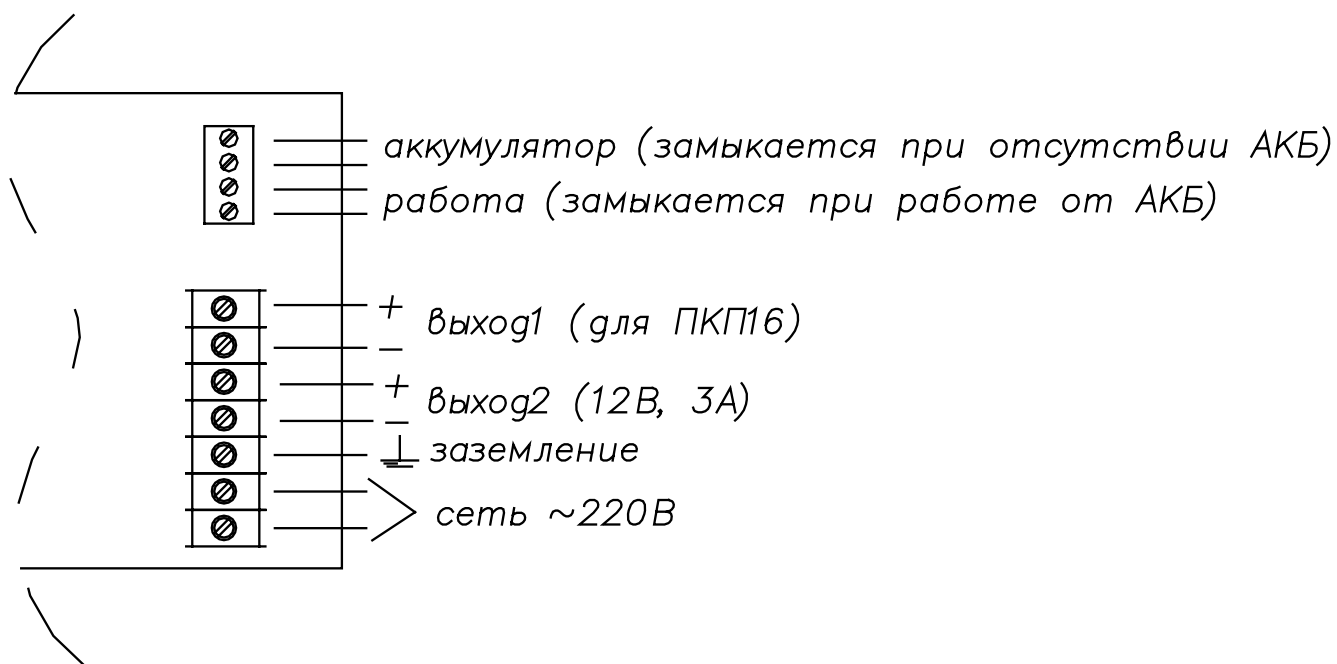 аккумулятор (замыкается при отсутствии АКБ)
работа (замыкается при работе от АКБ)
+
выход1 (для ПКП16)
–
+
выход2 (12В, 3А)
–
заземление
сеть ~220В